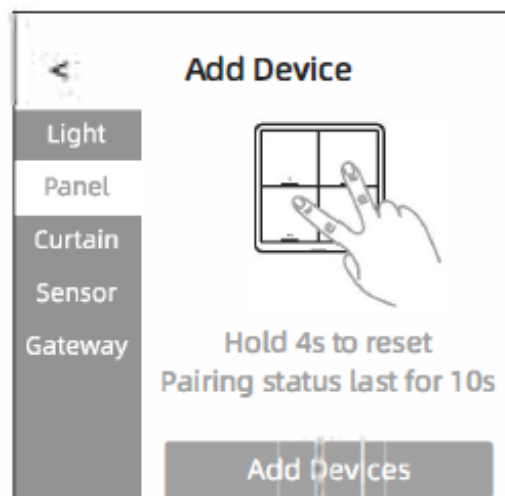 <
Add Device
Light
Panel
Curtain
Sensor
Gateway
Hold 4s to reset
Pairing status last for 10s
Add Devices